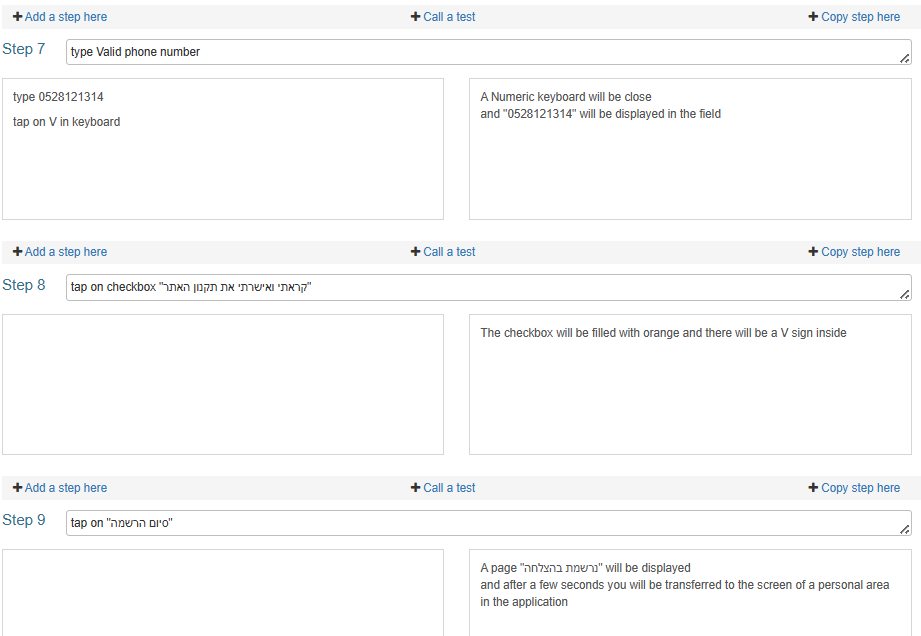 Add a step here Call a test Copy step here
Step 7 type Valid phone number
type 0528121314
tap on V in keyboard
A Numeric keyboard will be close
and "0528121314" will be displayed in the field
Add a step here Call a test Copy step here
Step 8 tap on checkbox "קראתי ואישרתי את תקנון האתר"
The checkbox will be filled with orange and there will be a V sign inside
Add a step here Call a test Copy step here
Step 9 tap on "סיום הרשמה"
A page "נרשמת בהצלחה" will be displayed
and after a few seconds you will be transferred to the screen of a personal area
in the application